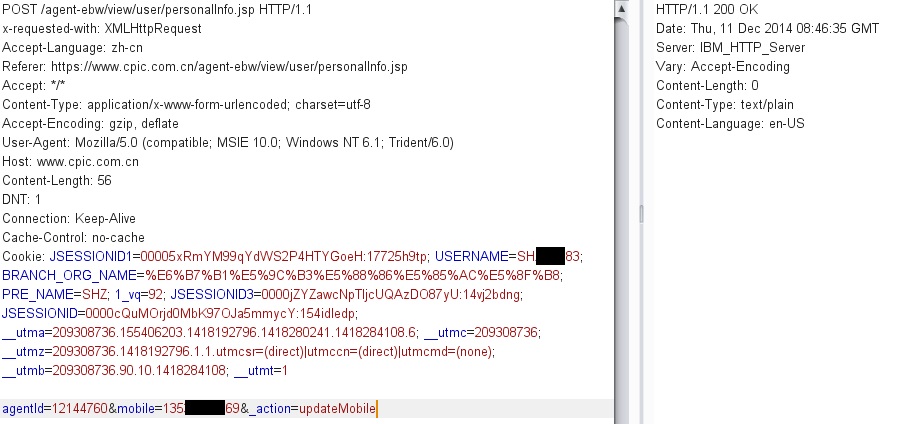 POST /agent-ebw/view/user/personalInfo.jsp HTTP/1.1
x-requested-with: XMLHttpRequest
Accept-Language: zh-cn
Referer: https://www.cpic.com.cn/agent-ebw/view/user/personalInfo.jsp
Accept: */*
Content-Type: application/x-www-form-urlencoded; charset=utf-8
Accept-Encoding: gzip, deflate
User-Agent: Mozilla/5.0 (compatible; MSIE 10.0; Windows NT 6.1; Trident/6.0)
Host: www.cpic.com.cn
Content-Length: 56
DNT: 1
Connection: Keep-Alive
Cache-Control: no-cache
Cookie: JSESSIONID1=00005xRmYM99qYdWS2P4HTYGoeH:17725h9tp; USERNAME=SH 83;
BRANCH_ORG_NAME=%E6%B7%B1%E5%9C%B3%E5%88%86%E5%85%AC%E5%8F%B8;
PRE_NAME=SHZ; 1_vq=92; JSESSIONID3=0000jZYZawcNpTljcUQAzDO87yU:14vj2bdng;
JSESSIONID=0000cQuMOrjd0MbK97OJa5mmycY:154idledp;
__utma=209308736.155406203.1418192796.1418280241.1418284108.6; __utmc=209308736;
__utmz=209308736.1418192796.1.1.utmcsr=(direct)|utmccn=(direct)|utmcmd=(none);
__utmb=209308736.90.10.1418284108; __utmt=1
agentId=12144760&mobile=135 69&_action=updateMobile
HTTP/1.1 200 OK
Date: Thu, 11 Dec 2014 08:46:35 GMT
Server: IBM_HTTP_Server
Vary: Accept-Encoding
Content-Length: 0
Content-Type: text/plain
Content-Language: en-US